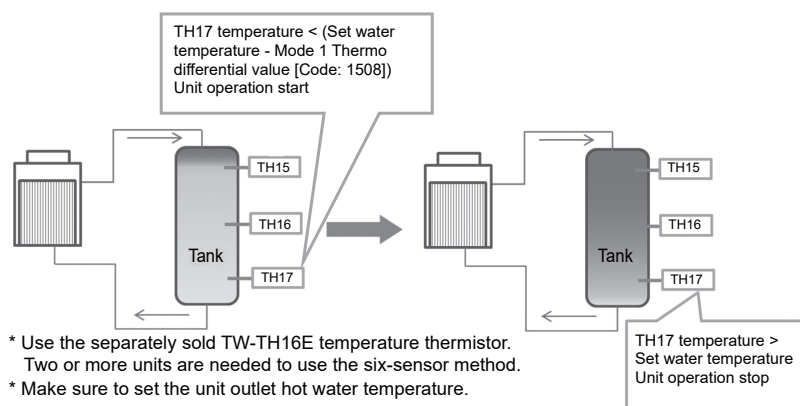 TH17 temperature < (Set water
temperature - Mode 1 Thermo
differential value [Code: 1508])
Unit operation start
TH15
TH16
Tank
TH17
TH15
TH16
Tank
TH17
TH17 temperature >
Set water temperature
Unit operation stop
* Use the separately sold TW-TH16E temperature thermistor.
Two or more units are needed to use the six-sensor method.
* Make sure to set the unit outlet hot water temperature.